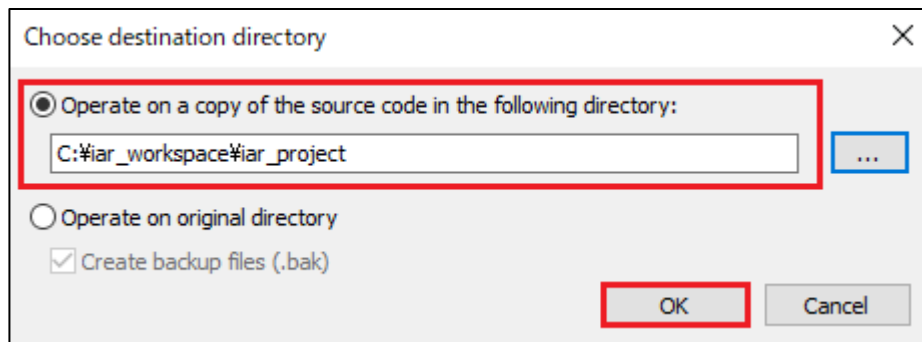 Choose destination directory
Operate on a copy of the source code in the following directory:
C:¥iar_workspace¥iar_project
...
Operate on original directory
Create backup files (.bak)
OK
Cancel